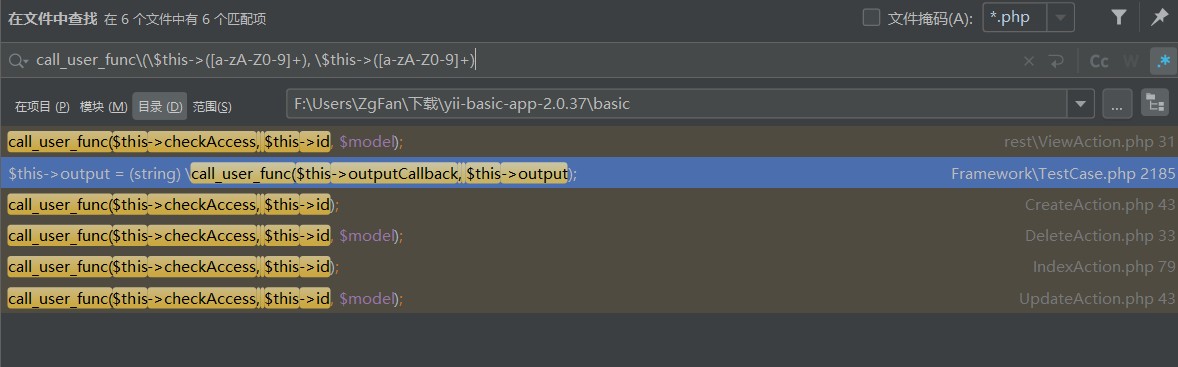 在文件中查找 在 6 个文件中有 6 个匹配项 文件掩码(A): *.php
call_user_func\(\$this->([a-zA-Z0-9]+), \$this->([a-zA-Z0-9]+) Cc W .*
在项目 (P) 模块 (M) 目录 (D) 范围(S) F:\Users\ZgFan\下载\yii-basic-app-2.0.37\basic ...
call_user_func($this->checkAccess, $this->id, $model); rest\ViewAction.php 31
$this->output = (string) \call_user_func($this->outputCallback, $this->output); Framework\TestCase.php 2185
call_user_func($this->checkAccess, $this->id); CreateAction.php 43
call_user_func($this->checkAccess, $this->id, $model); DeleteAction.php 33
call_user_func($this->checkAccess, $this->id); IndexAction.php 79
call_user_func($this->checkAccess, $this->id, $model); UpdateAction.php 43